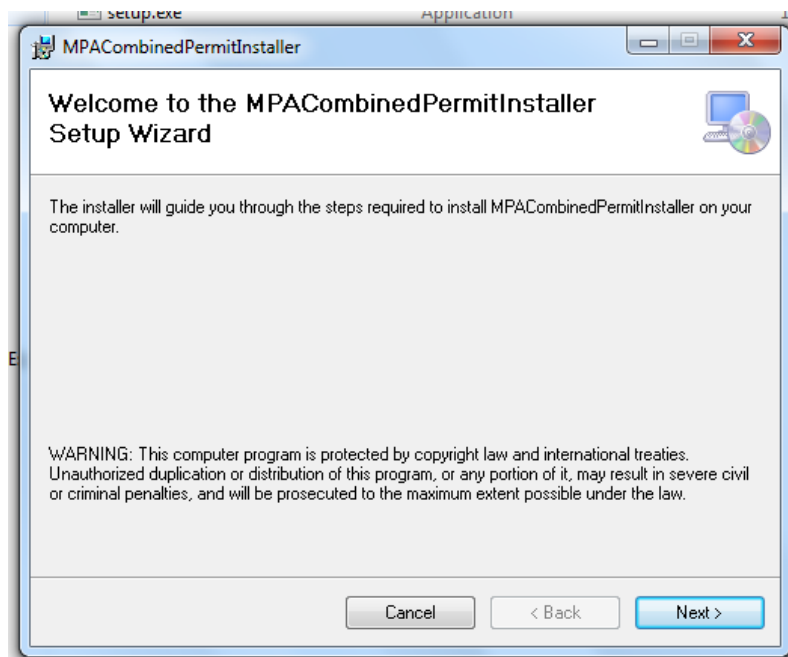 setup.exe Application 1
MPACombinedPermitInstaller
Welcome to the MPACombinedPermitInstaller
Setup Wizard
The installer will guide you through the steps required to install MPACombinedPermitInstaller on your
computer.
E
WARNING: This computer program is protected by copyright law and international treaties.
Unauthorized duplication or distribution of this program, or any portion of it, may result in severe civil
or criminal penalties, and will be prosecuted to the maximum extent possible under the law.
Cancel < Back Next >